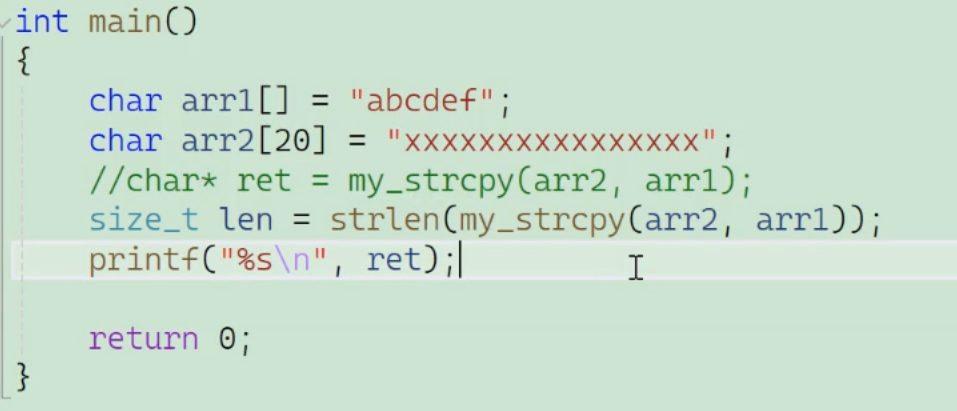 int main()
{
    char arr1[] = "abcdef";
    char arr2[20] = "xxxxxxxxxxxxxxxx";
    //char* ret = my_strcpy(arr2, arr1);
    size_t len = strlen(my_strcpy(arr2, arr1));
    printf("%s\n", ret);
    return 0;
}